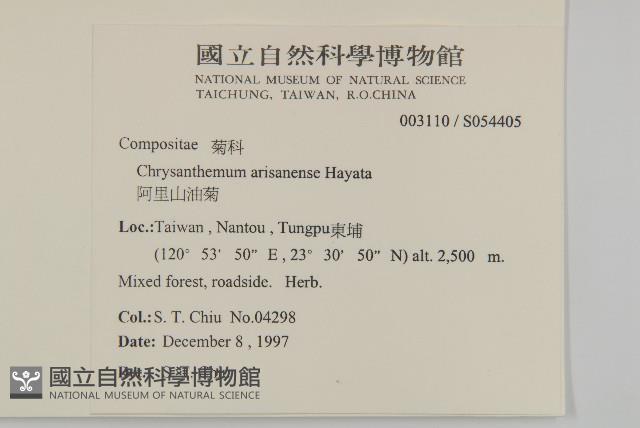 國立自然科學博物館
NATIONAL MUSEUM OF NATURAL SCIENCE
TAICHUNG, TAIWAN, R.O.CHINA
003110 / S054405
Compositae 菊科
Chrysanthemum arisanense Hayata
阿里山油菊
Loc.:Taiwan , Nantou , Tungpu東埔
(120° 53' 50" E , 23° 30' 50" N) alt. 2,500 m.
Mixed forest, roadside. Herb.
Col.: S. T. Chiu No.04298
Date: December 8 , 1997
國立自然科學博物館
NATIONAL MUSEUM OF NATURAL SCIENCE